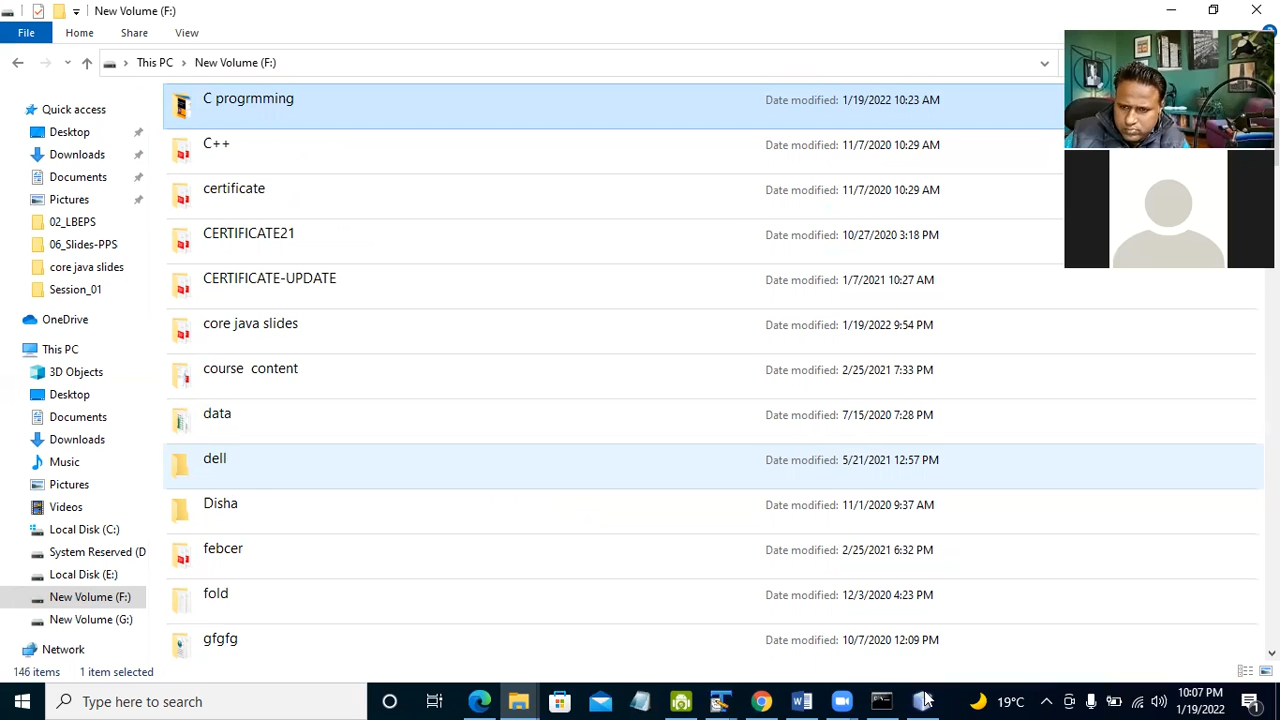 New Volume (F:)
File Home Share View
This PC New Volume (F:)
Quick access
Desktop
Downloads
Documents
Pictures
02_LBEPS
06_Slides-PPS
core java slides
Session_01
OneDrive
This PC
3D Objects
Desktop
Documents
Downloads
Music
Pictures
Videos
Local Disk (C:)
System Reserved (D
Local Disk (E:)
New Volume (F:)
New Volume (G:)
Network
C progrmming Date modified: 1/19/2022 10:23 AM
C++ Date modified: 11/7/2020 10:29 AM
certificate Date modified: 11/7/2020 10:29 AM
CERTIFICATE21 Date modified: 10/27/2020 3:18 PM
CERTIFICATE-UPDATE Date modified: 1/7/2021 10:27 AM
core java slides Date modified: 1/19/2022 9:54 PM
course content Date modified: 2/25/2021 7:33 PM
data Date modified: 7/15/2020 7:28 PM
dell Date modified: 5/21/2021 12:57 PM
Disha Date modified: 11/1/2020 9:37 AM
febcer Date modified: 2/25/2021 6:32 PM
fold Date modified: 12/3/2020 4:23 PM
gfgfg Date modified: 10/7/2020 12:09 PM
146 items 1 item selected
Type here to search 19°C 10:07 PM
1/19/2022